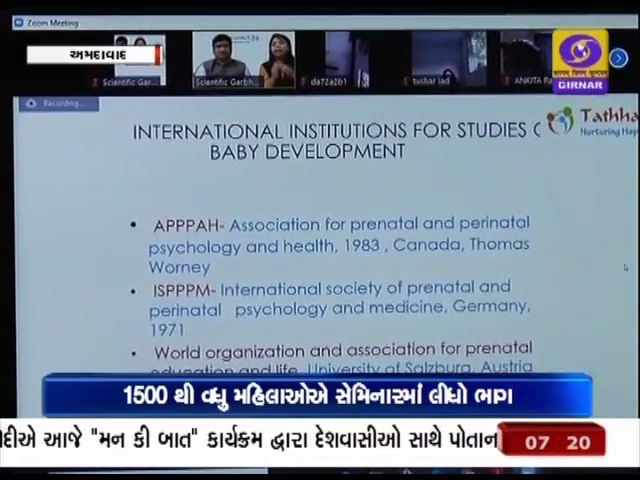 Zoom Meeting
અમદાવાદ
Scientific Gar
Scientific Garbh
da72a2b1
tushar lad
ANKITA Ra
GIRNAR
Recording...
INTERNATIONAL INSTITUTIONS FOR STUDIES
BABY DEVELOPMENT
Tathha
Nurturing Hap
• APPPAH- Association for prenatal and perinatal
psychology and health, 1983 , Canada, Thomas
Worney
• ISPPPM- International society of prenatal and
perinatal psychology and medicine, Germany,
1971
• World organization and association for prenatal
education and life, University of Salzburg, Austria
1500 થી વધુ મહિલાઓએ સેમિનારમાં લીધો ભાગ
દીએ આજે "મન કી બાત" કાર્યક્રમ દ્વારા દેશવાસીઓ સાથે પોતાન
07 20